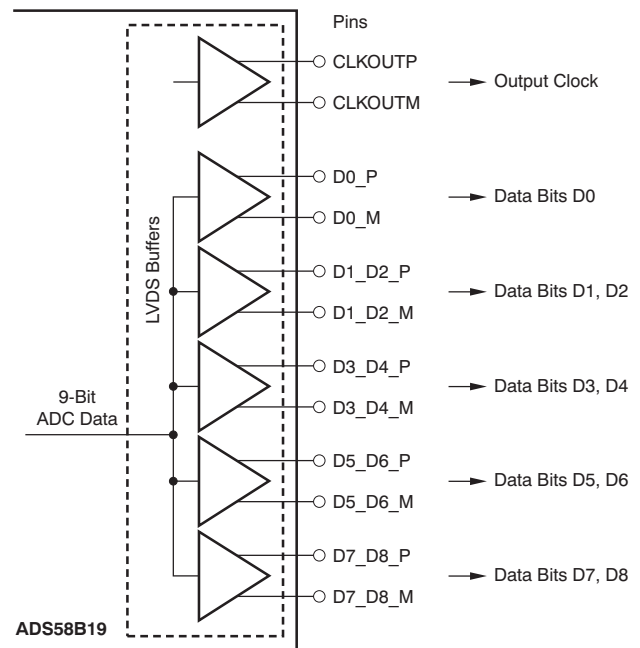 Pins
CLKOUTP
CLKOUTM
Output Clock
D0_P
D0_M
Data Bits D0
LVDS Buffers
D1_D2_P
D1_D2_M
Data Bits D1, D2
D3_D4_P
D3_D4_M
Data Bits D3, D4
9-Bit
ADC Data
D5_D6_P
D5_D6_M
Data Bits D5, D6
D7_D8_P
D7_D8_M
Data Bits D7, D8
ADS58B19